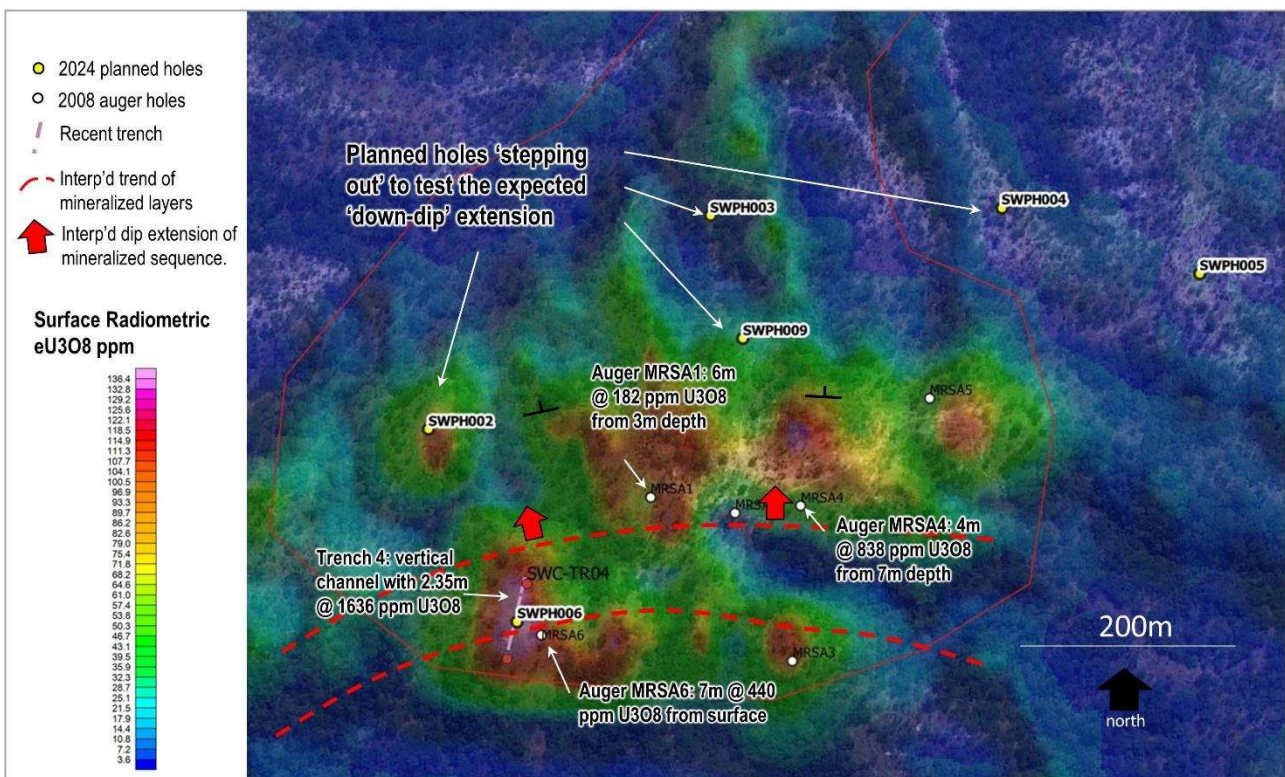 2024 planned holes
2008 auger holes
Recent trench
Interp'd trend of
mineralized layers
Interp'd dip extension of
mineralized sequence.
Surface Radiometric
eU3O8 ppm
136.4
132.8
129.2
125.6
122.1
118.5
114.9
111.3
107.7
104.1
100.5
96.9
93.3
89.7
86.2
82.6
79.0
75.4
71.8
68.2
64.6
61.0
57.4
53.8
50.3
46.7
43.1
39.5
35.9
32.3
28.7
25.1
21.5
17.9
14.4
10.8
7.2
3.6
Planned holes ‘stepping
out’ to test the expected
‘down-dip’ extension
SWPH003
SWPH004
SWPH005
SWPH009
SWPH002
Auger MRSA1: 6m
@ 182 ppm U3O8
from 3m depth
MRSA5
MRSA1
MRSA4
Auger MRSA4: 4m
@ 838 ppm U3O8
from 7m depth
Trench 4: vertical
channel with 2.35m
@ 1636 ppm U3O8
SWC-TR04
SWPH006
MRSA6
MRSA3
Auger MRSA6: 7m @ 440
ppm U3O8 from surface
200m
north